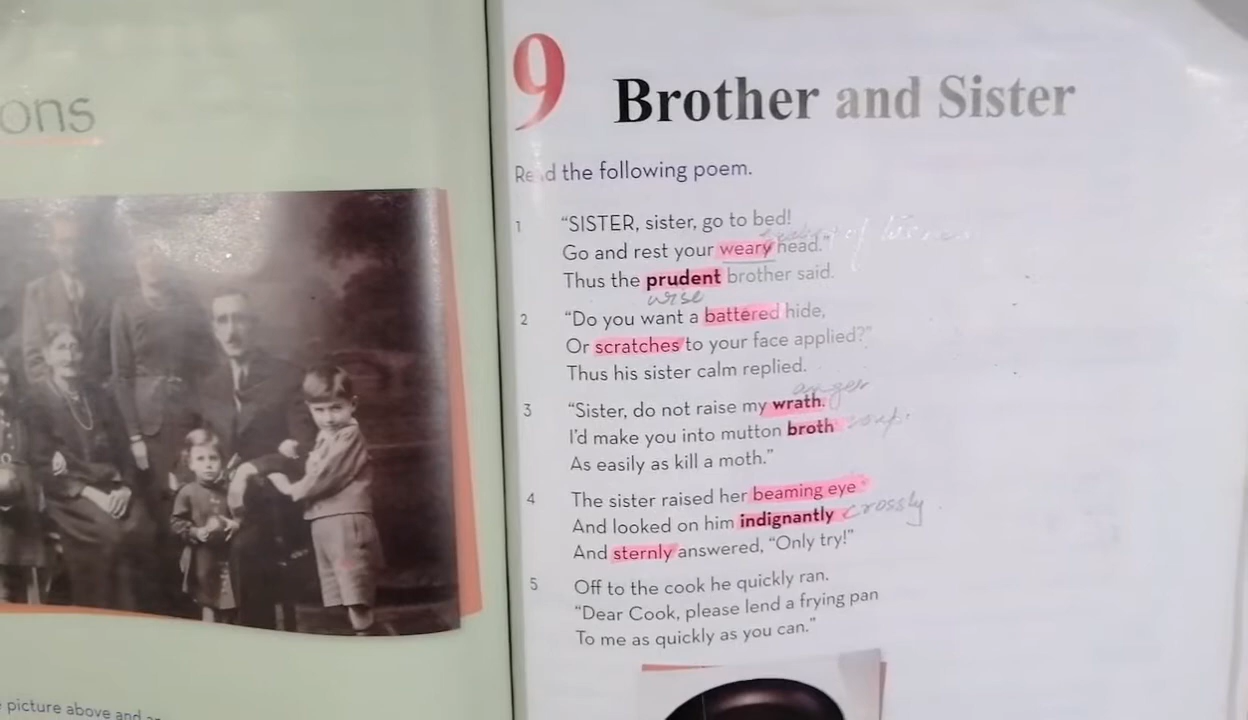 ons
picture above and
9 Brother and Sister
Read the following poem.
1 “SISTER, sister, go to bed!
Go and rest your weary head.”
Thus the prudent brother said.
wise
2 “Do you want a battered hide,
Or scratches to your face applied?”
Thus his sister calm replied.
anger
3 “Sister, do not raise my wrath.
I'd make you into mutton broth soup.
As easily as kill a moth.”
4 The sister raised her beaming eye
And looked on him indignantly crossly
And sternly answered, “Only try!”
5 Off to the cook he quickly ran.
“Dear Cook, please lend a frying pan
To me as quickly as you can.”